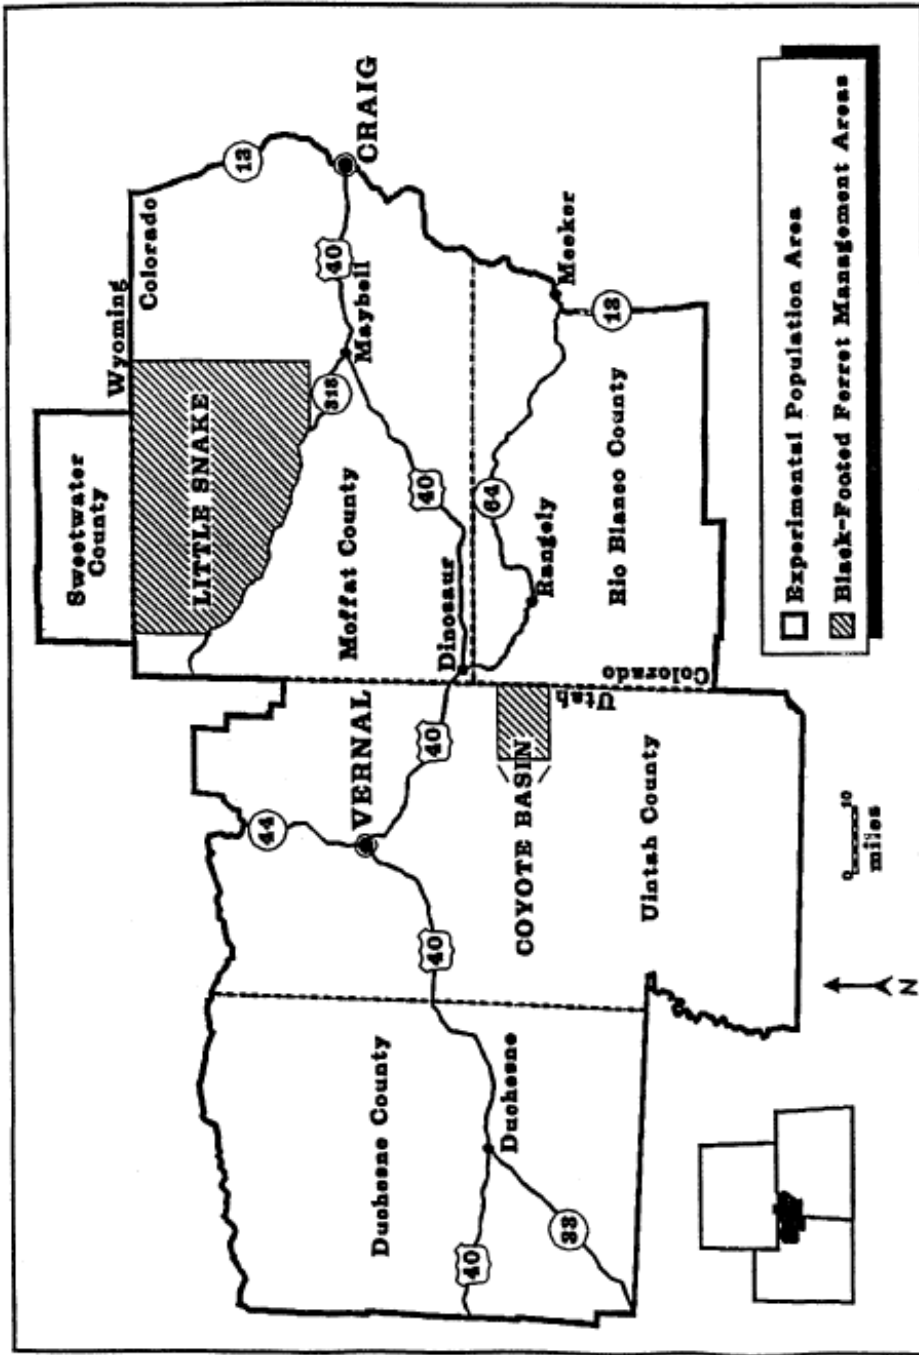 Sweetwater
County
Wyoming
Colorado
13
LITTLE SNAKE
CRAIG
40
318
Maybell
Moffat County
40
44
VERNAL
Dinosaur
40
64
Meeker
13
Rangely
Rio Blanco County
Colorado
Utah
COYOTE BASIN
Uintah County
40
Duchesne County
Duchesne
40
33
0 10
miles
N
Experimental Population Area
Black-Footed Ferret Management Areas